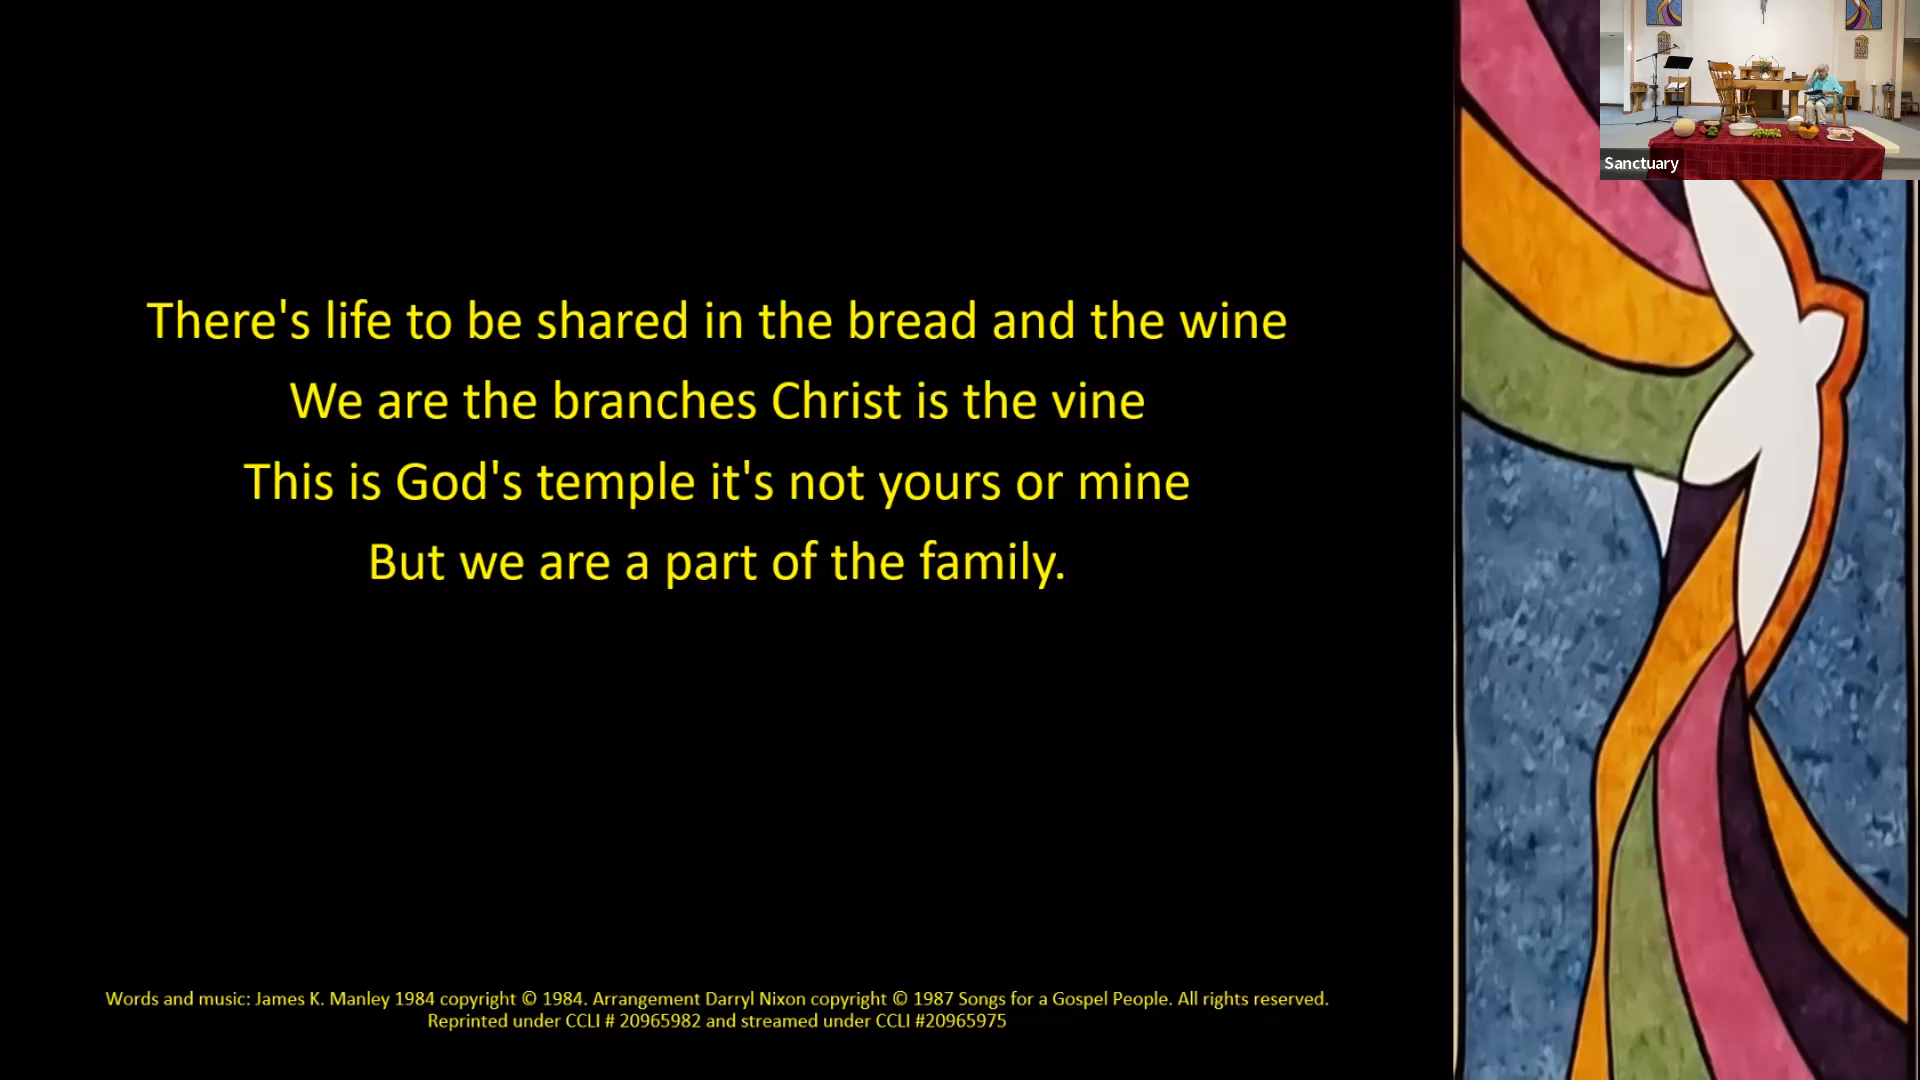 Sanctuary
There's life to be shared in the bread and the wine
We are the branches Christ is the vine
This is God's temple it's not yours or mine
But we are a part of the family.
Words and music: James K. Manley 1984 copyright © 1984. Arrangement Darryl Nixon copyright © 1987 Songs for a Gospel People. All rights reserved.
Reprinted under CCLI # 20965982 and streamed under CCLI #20965975